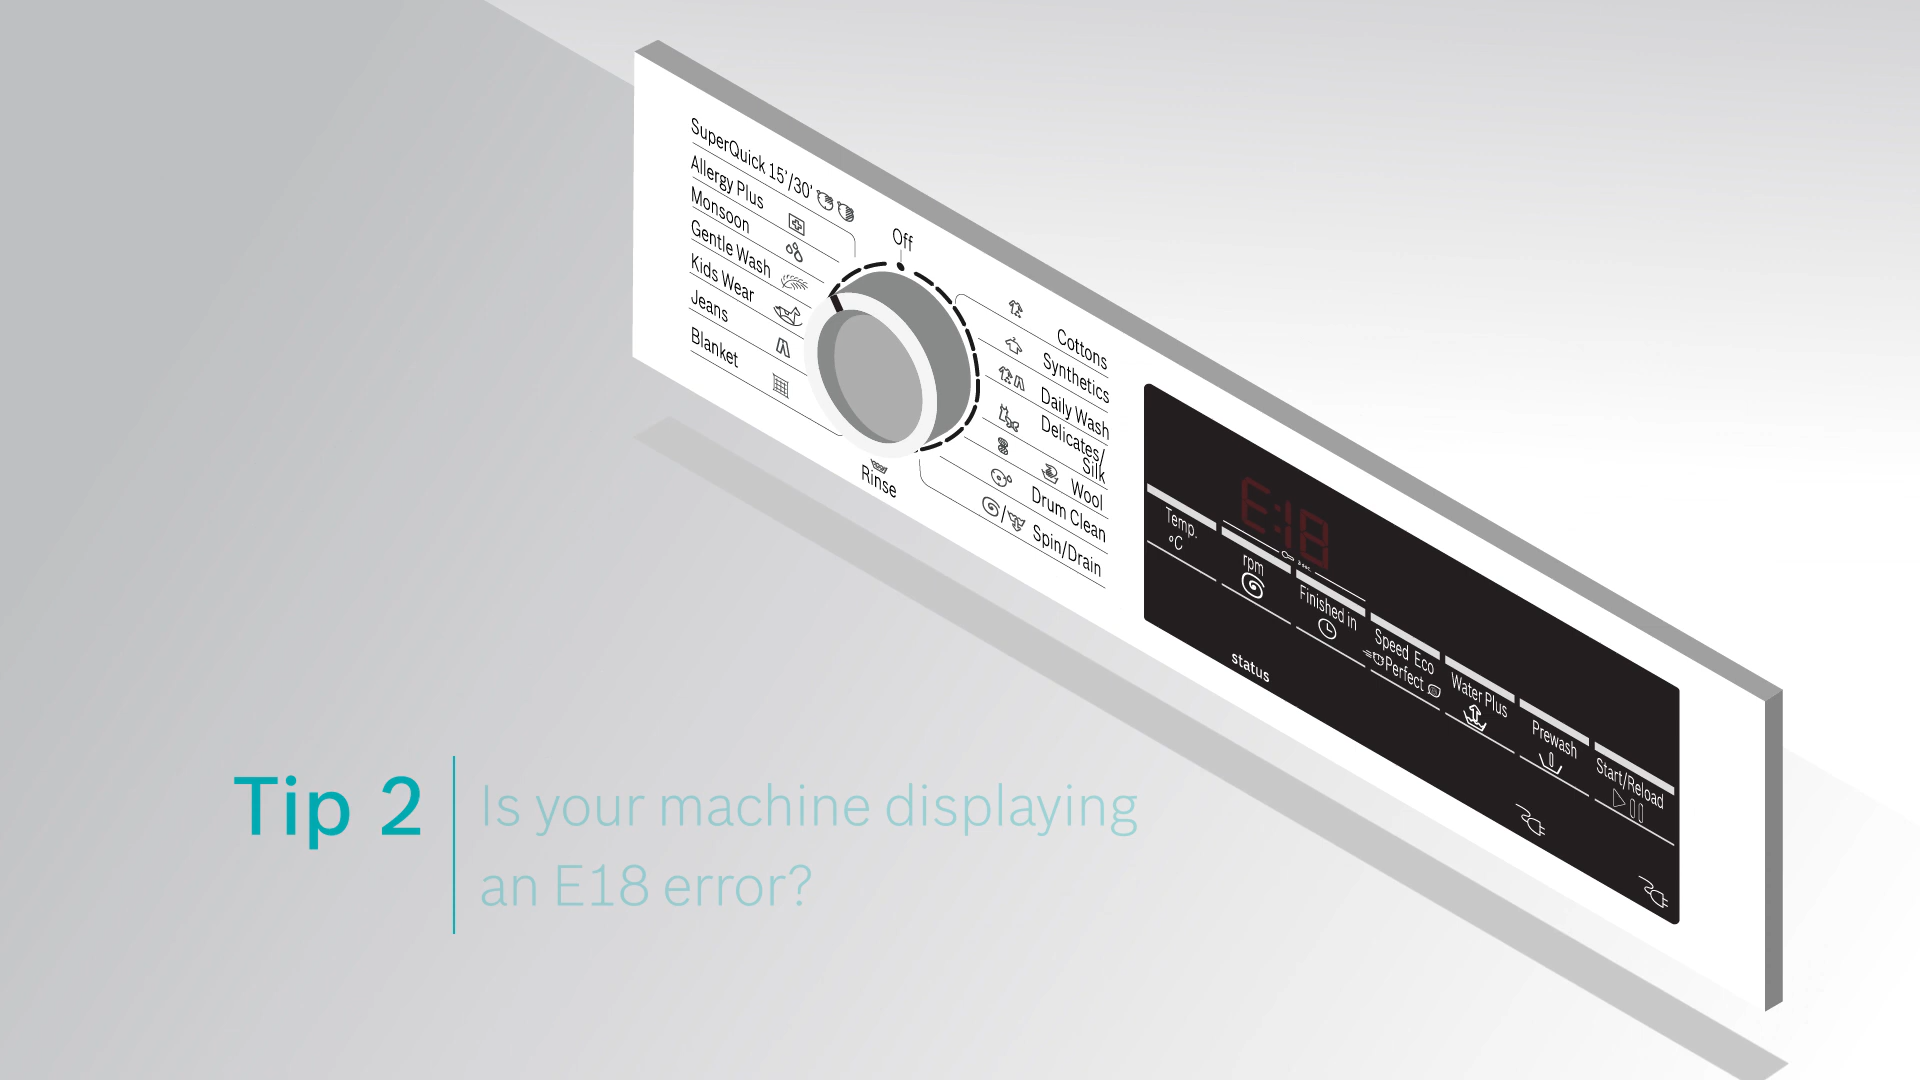 SuperQuick 15'/30'
Allergy Plus
Monsoon
Gentle Wash
Kids Wear
Jeans
Blanket
Off
Rinse
Cottons
Synthetics
Daily Wash
Delicates/
Silk
Wool
Drum Clean
Spin/Drain
E:18
Temp.
°C
rpm
Finished in
Speed Eco
Perfect
Water Plus
Prewash
Start/Reload
status
Tip 2
Is your machine displaying
an E18 error?